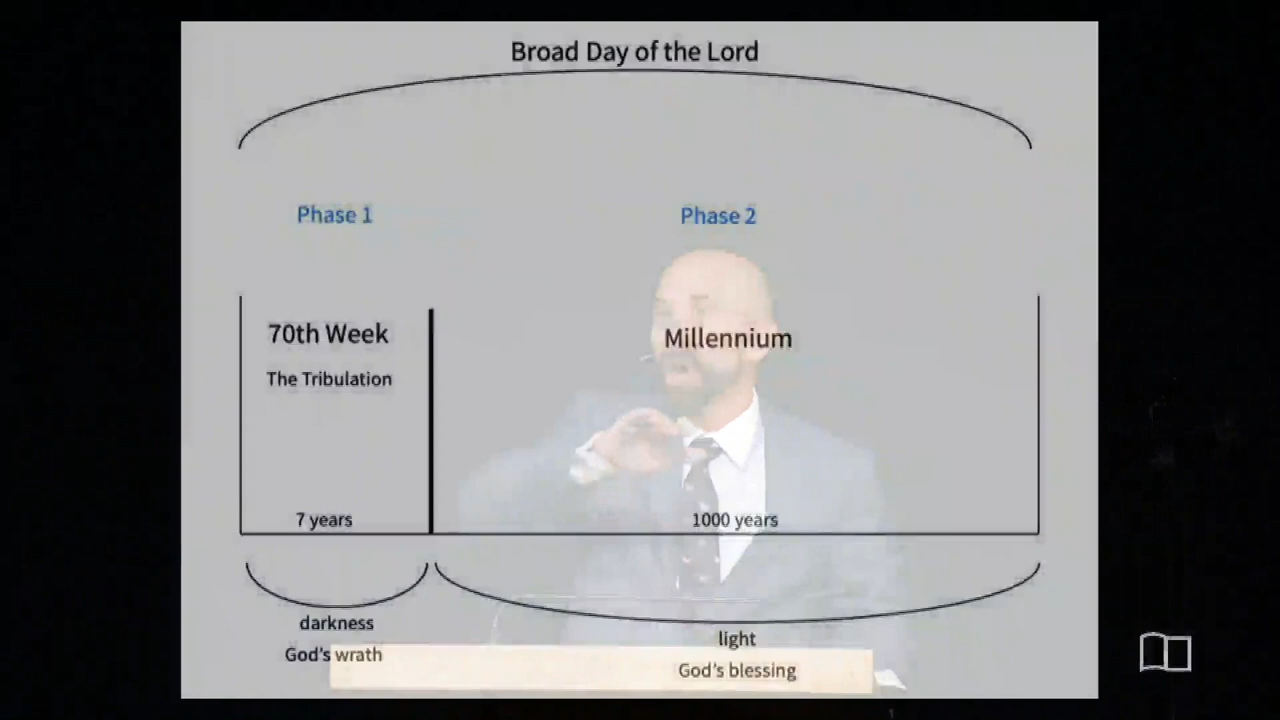 Broad Day of the Lord
Phase 1
Phase 2
70th Week
The Tribulation
Millennium
7 years
1000 years
darkness
God's wrath
light
God's blessing